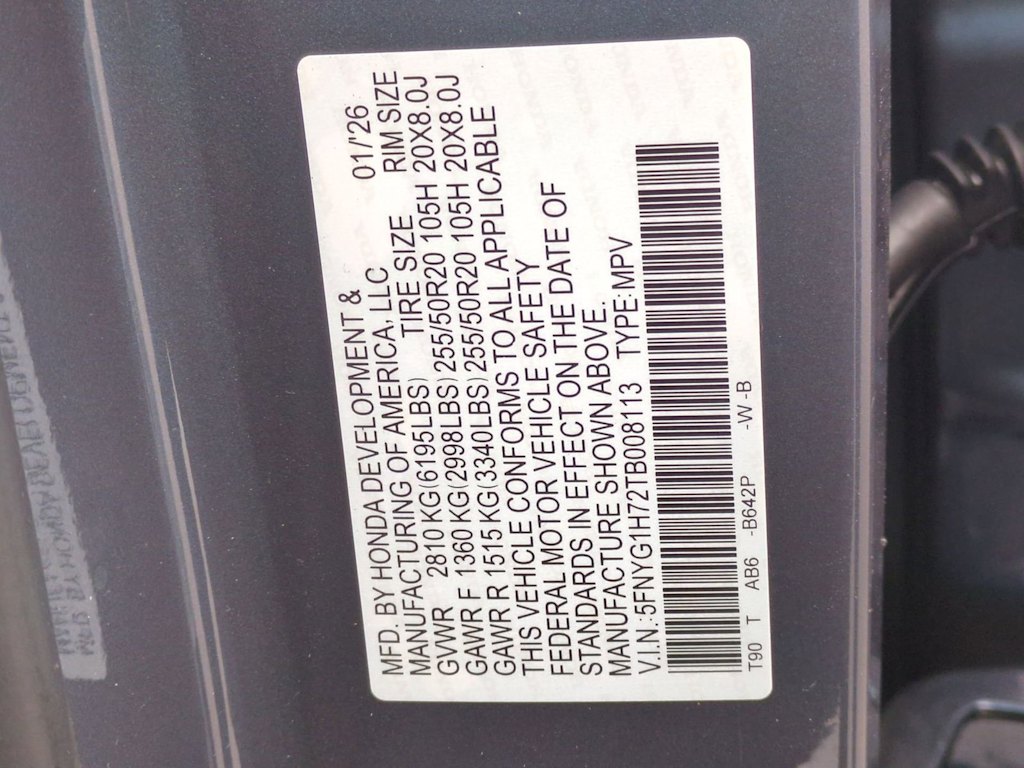 MFD. BY HONDA DEVELOPMENT &
MANUFACTURING OF AMERICA, LLC 01/'26
GVWR 2810 KG (6195LBS) TIRE SIZE RIM SIZE
GAWR F 1360 KG (2998LBS) 255/50R20 105H 20X8.0J
GAWR R 1515 KG (3340LBS) 255/50R20 105H 20X8.0J
THIS VEHICLE CONFORMS TO ALL APPLICABLE
FEDERAL MOTOR VEHICLE SAFETY
STANDARDS IN EFFECT ON THE DATE OF
MANUFACTURE SHOWN ABOVE.
V.I.N.:5FNYG1H72TB008113 TYPE:MPV
T90 T AB6 -B642P -W -B